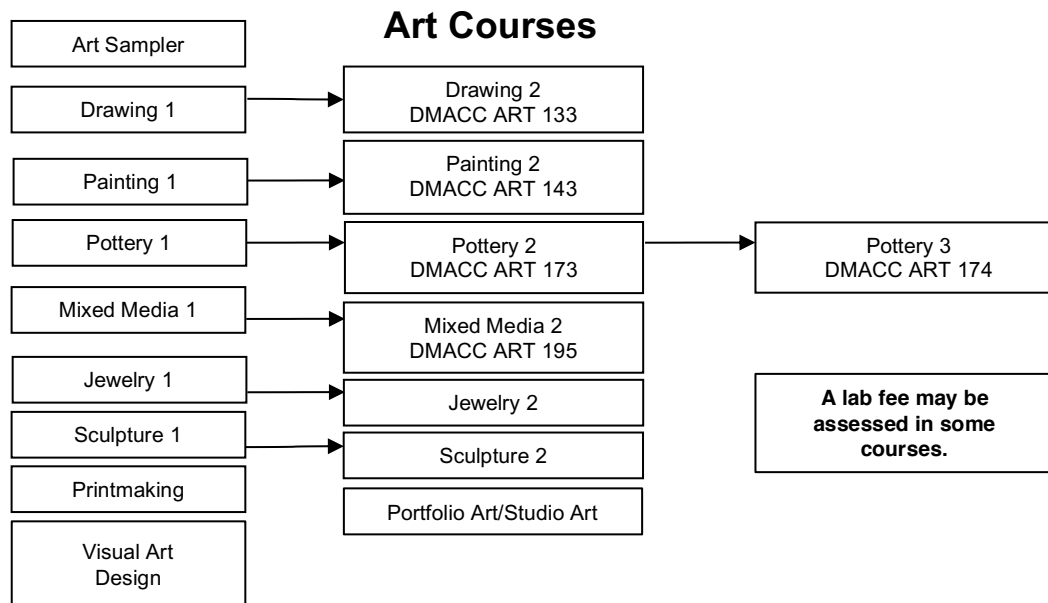 Art Courses
Art Sampler
Drawing 1
Drawing 2
DMACC ART 133
Painting 1
Painting 2
DMACC ART 143
Pottery 1
Pottery 2
DMACC ART 173
Pottery 3
DMACC ART 174
Mixed Media 1
Mixed Media 2
DMACC ART 195
Jewelry 1
Jewelry 2
A lab fee may be
assessed in some
courses.
Sculpture 1
Sculpture 2
Printmaking
Portfolio Art/Studio Art
Visual Art
Design